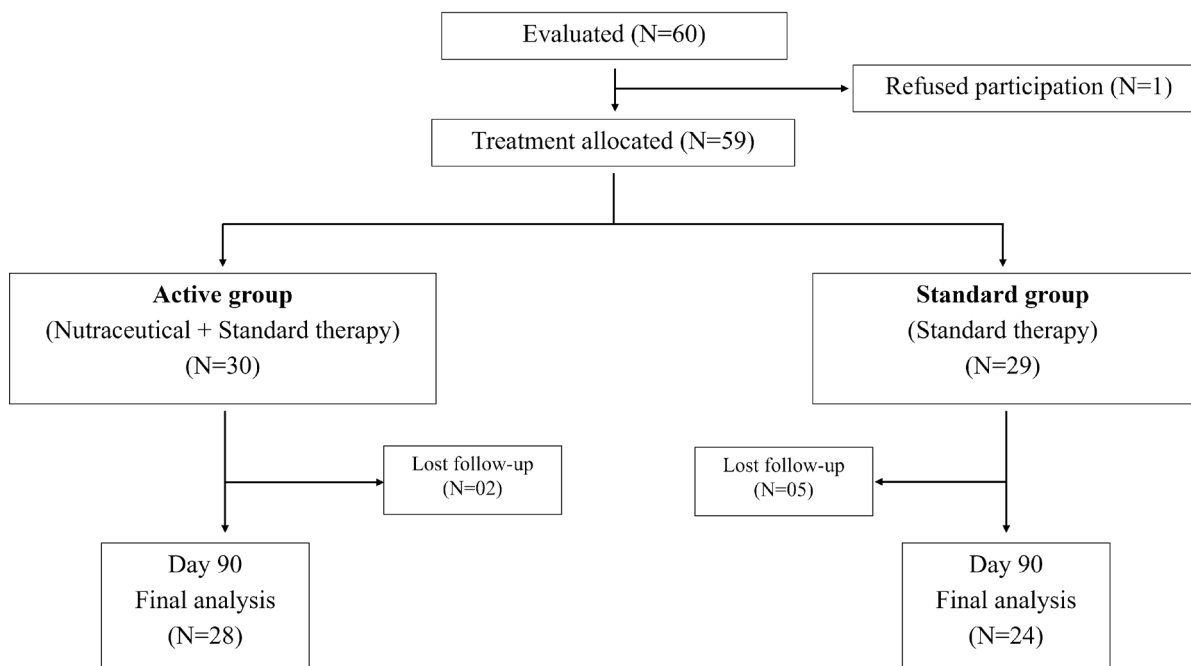 Evaluated (N=60)
Refused participation (N=1)
Treatment allocated (N=59)
Active group
(Nutraceutical + Standard therapy)
(N=30)
Standard group
(Standard therapy)
(N=29)
Lost follow-up
(N=02)
Lost follow-up
(N=05)
Day 90
Final analysis
(N=28)
Day 90
Final analysis
(N=24)